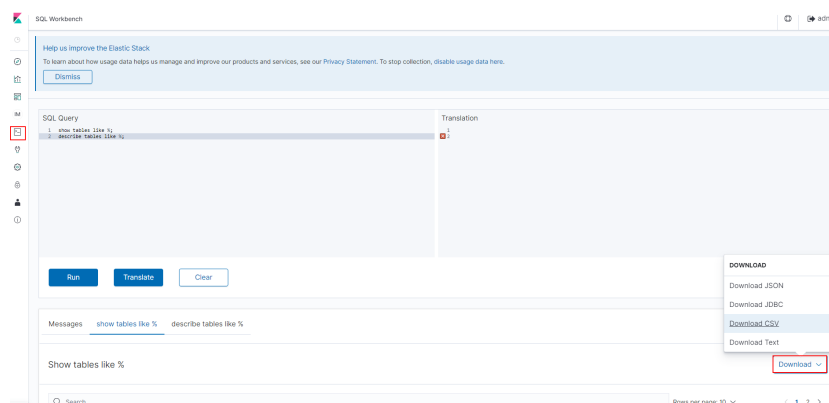 SQL Workbench
Help us improve the Elastic Stack
To learn about how usage data helps us manage and improve our products and services, see our Privacy Statement. To stop collection, disable usage data here.
Dismiss
IM
SQL Query
1 show tables like %;
2 describe tables like %;
Translation
1
2
Run
Translate
Clear
DOWNLOAD
Download JSON
Download JDBC
Download CSV
Download Text
Messages
show tables like %
describe tables like %
Show tables like %
Download
Search
Rows per page: 10
1 2